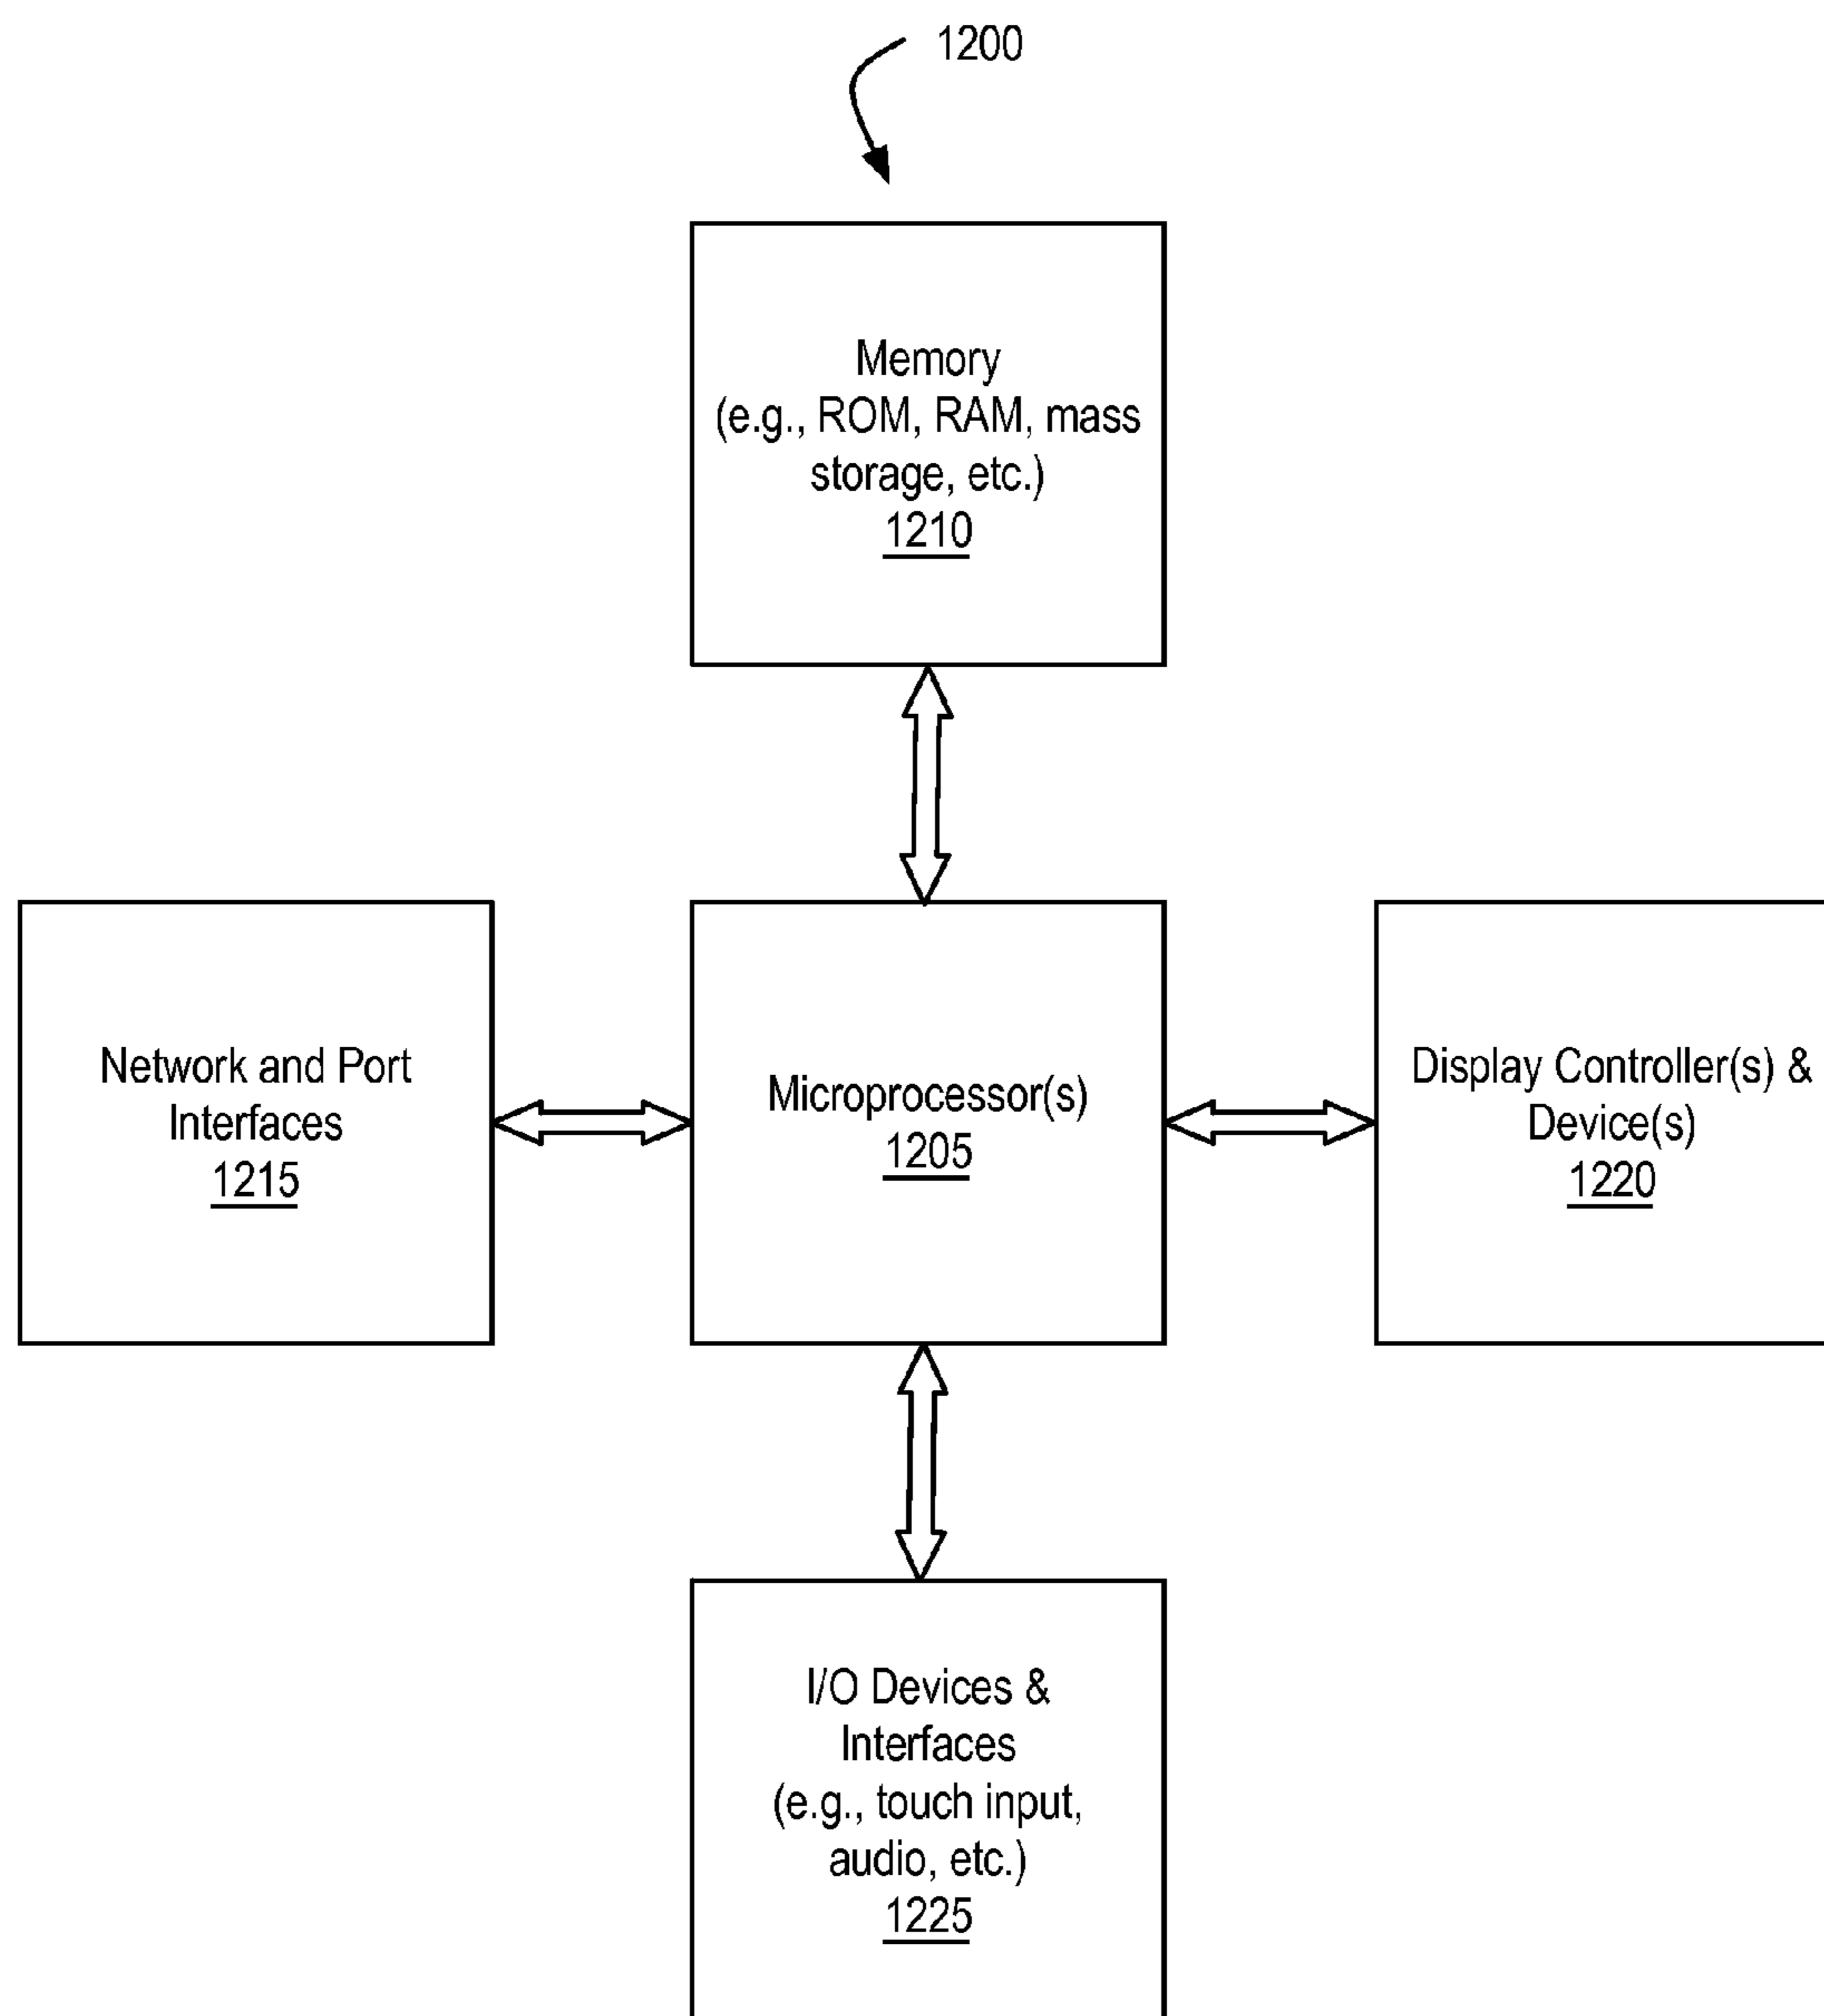 1200
Memory
(e.g., ROM, RAM, mass
storage, etc.)
1210
Network and Port
Interfaces
1215
Microprocessor(s)
1205
Display Controller(s) &
Device(s)
1220
I/O Devices &
Interfaces
(e.g., touch input,
audio, etc.)
1225